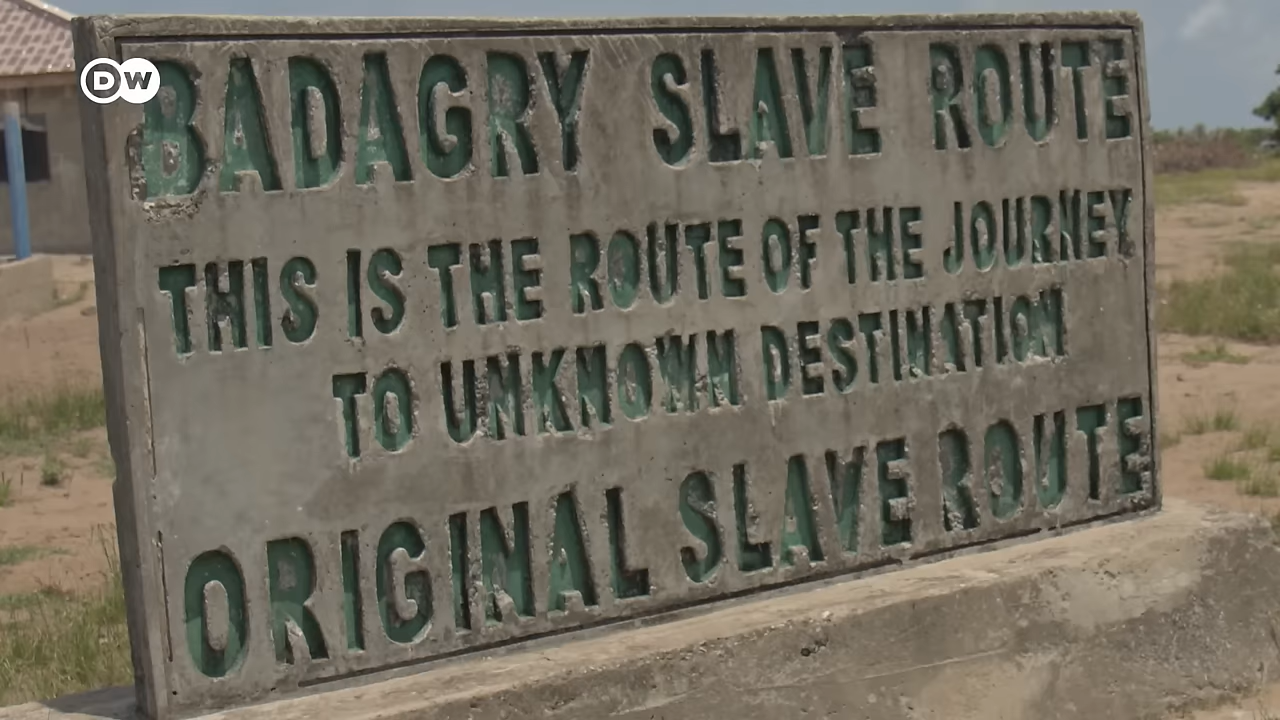 DW
BADAGRY SLAVE ROUTE
THIS IS THE ROUTE OF THE JOURNEY
TO UNKNOWN DESTINATION
ORIGINAL SLAVE ROUTE